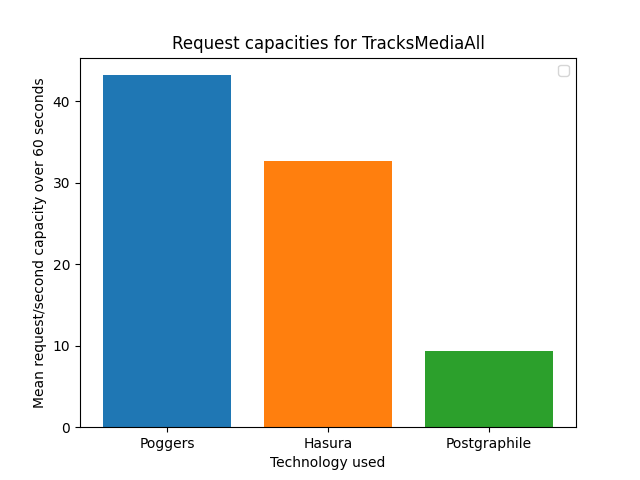 Request capacities for TracksMediaAll
Mean request/second capacity over 60 seconds
40
30
20
10
0
Poggers Hasura Postgraphile
Technology used